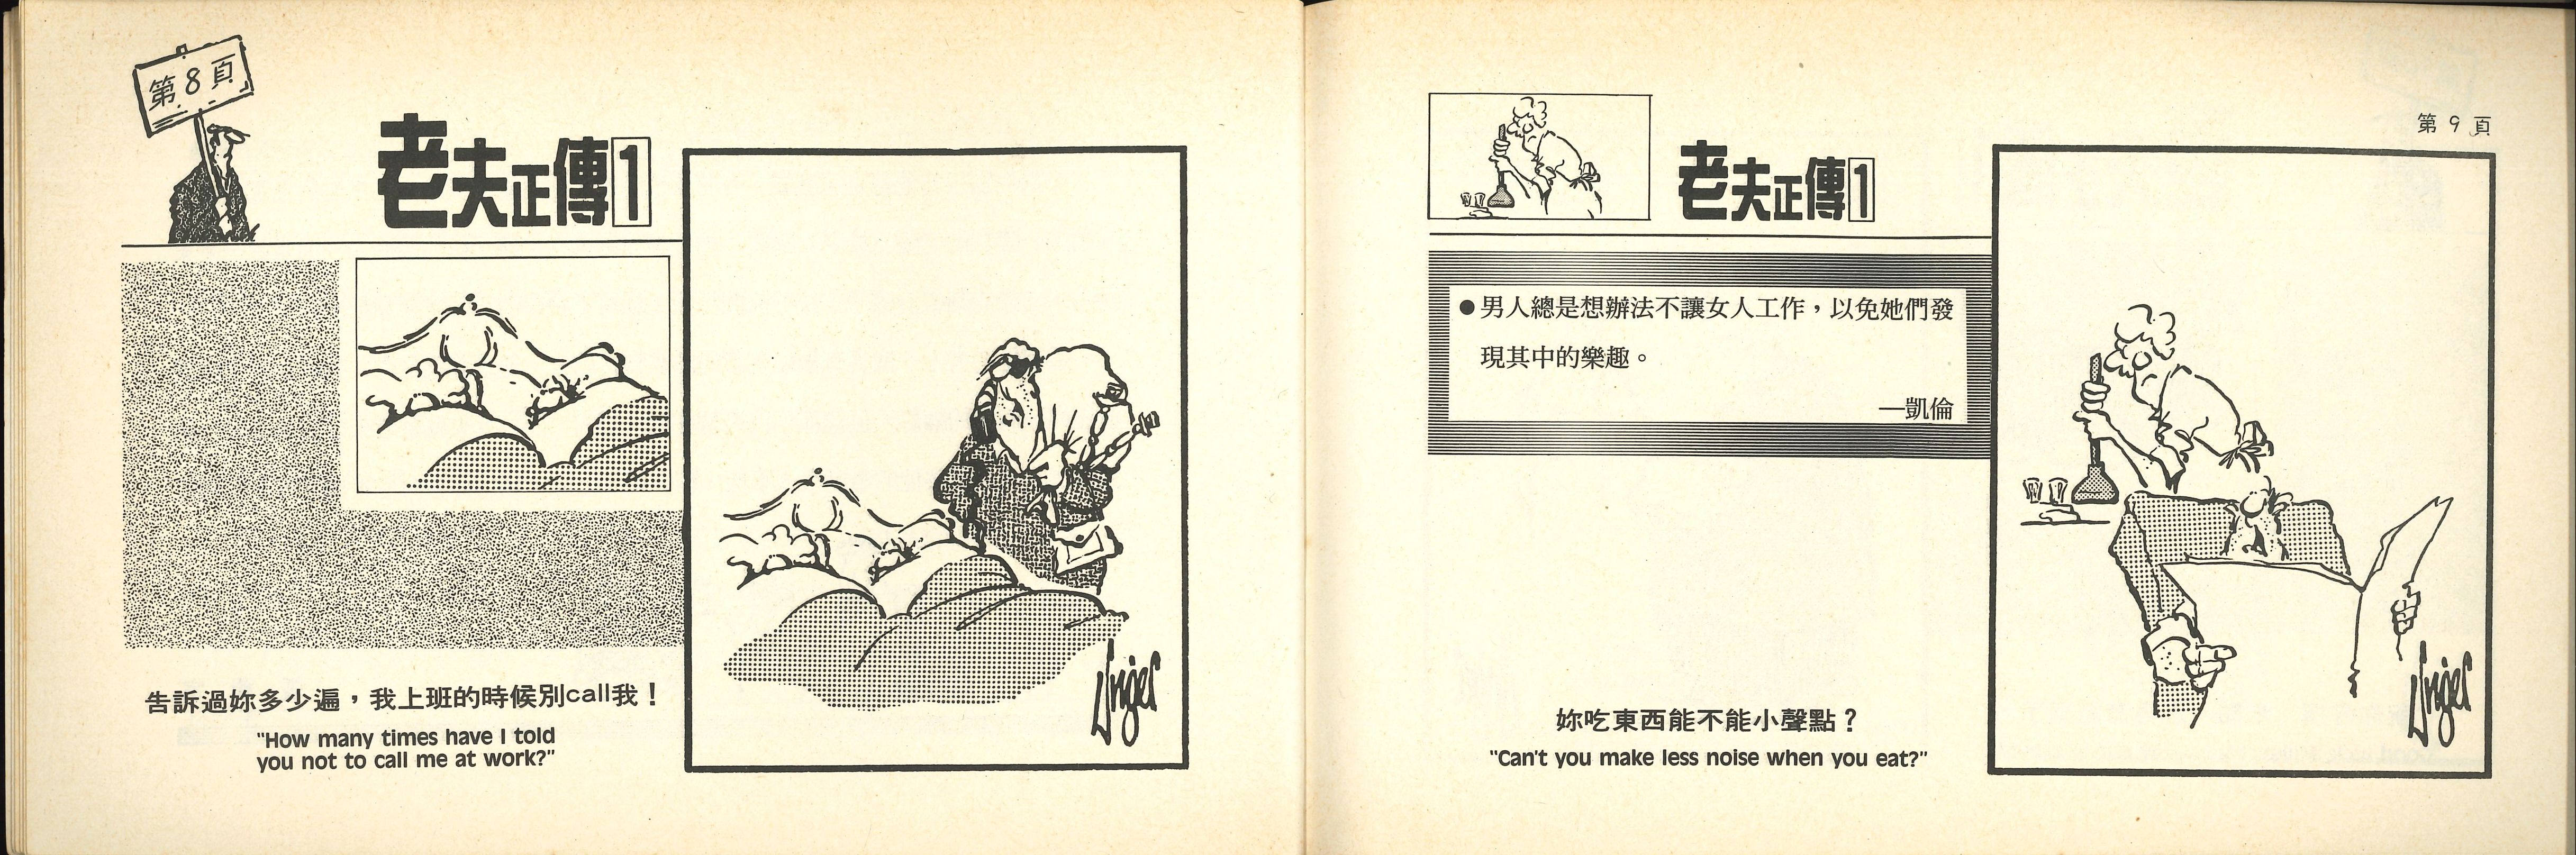 第8頁
老夫正傳1
告訴過妳多少遍，我上班的時候別call我！
"How many times have I told
you not to call me at work?"
Unger
第9頁
老夫正傳1
●男人總是想辦法不讓女人工作，以免她們發
現其中的樂趣。
—凱倫
妳吃東西能不能小聲點？
"Can't you make less noise when you eat?"
Unger